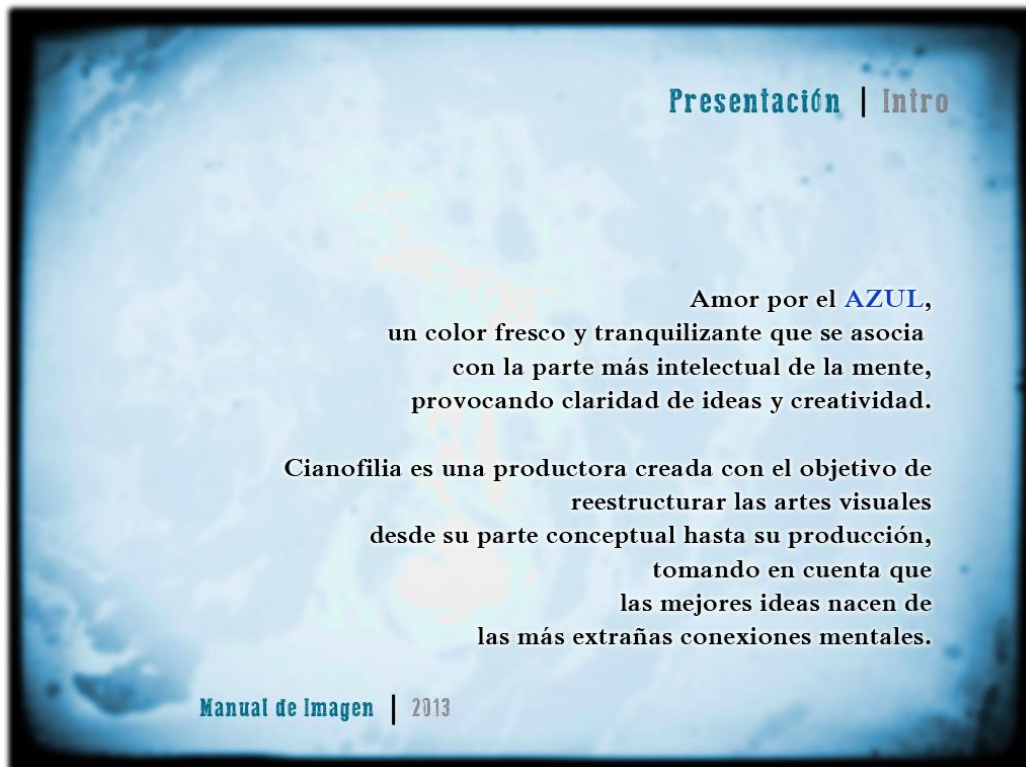 Presentación | Intro
Amor por el AZUL,
un color fresco y tranquilizante que se asocia
con la parte más intelectual de la mente,
provocando claridad de ideas y creatividad.
Cianofilia es una productora creada con el objetivo de
reestructurar las artes visuales
desde su parte conceptual hasta su producción,
tomando en cuenta que
las mejores ideas nacen de
las más extrañas conexiones mentales.
Manual de Imagen | 2013